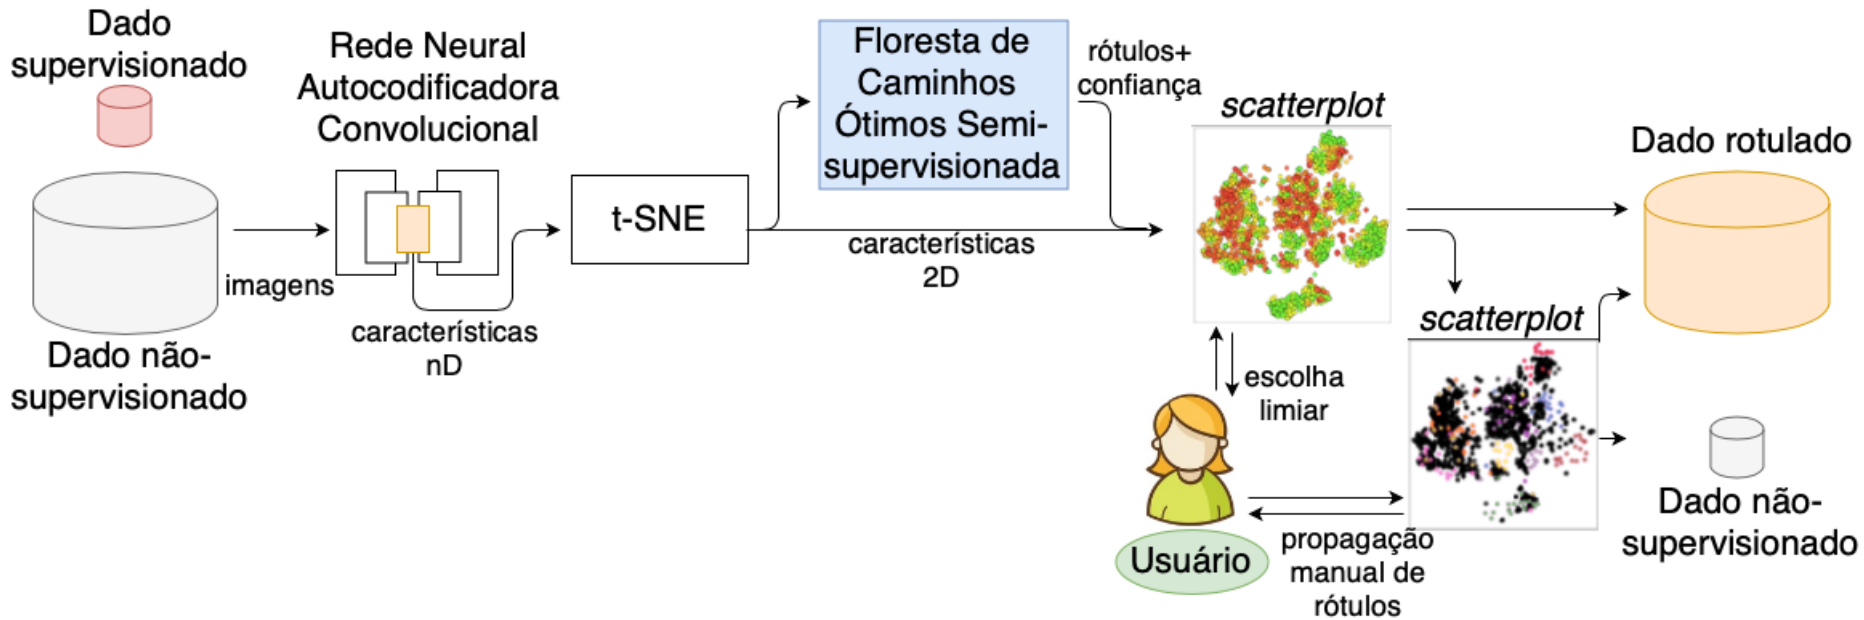 Dado
supervisionado
Dado não-
supervisionado
imagens
Rede Neural
Autocodificadora
Convolucional
características
nD
t-SNE
Floresta de
Caminhos
Ótimos Semi-
supervisionada
rótulos+
confiança
características
2D
scatterplot
escolha
limiar
Usuário
propagação
manual de
rótulos
scatterplot
Dado rotulado
Dado não-
supervisionado